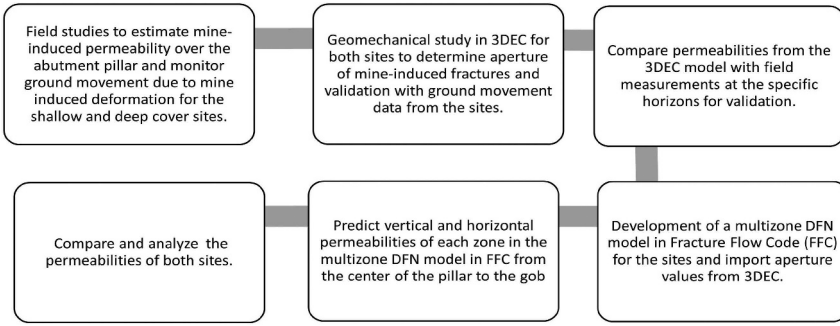 Field studies to estimate mine-
induced permeability over the
abutment pillar and monitor
ground movement due to mine
induced deformation for the
shallow and deep cover sites.
Geomechanical study in 3DEC for
both sites to determine aperture
of mine-induced fractures and
validation with ground movement
data from the sites.
Compare permeabilities from the
3DEC model with field
measurements at the specific
horizons for validation.
Development of a multizone DFN
model in Fracture Flow Code (FFC)
for the sites and import aperture
values from 3DEC.
Predict vertical and horizontal
permeabilities of each zone in the
multizone DFN model in FFC from
the center of the pillar to the gob
Compare and analyze the
permeabilities of both sites.